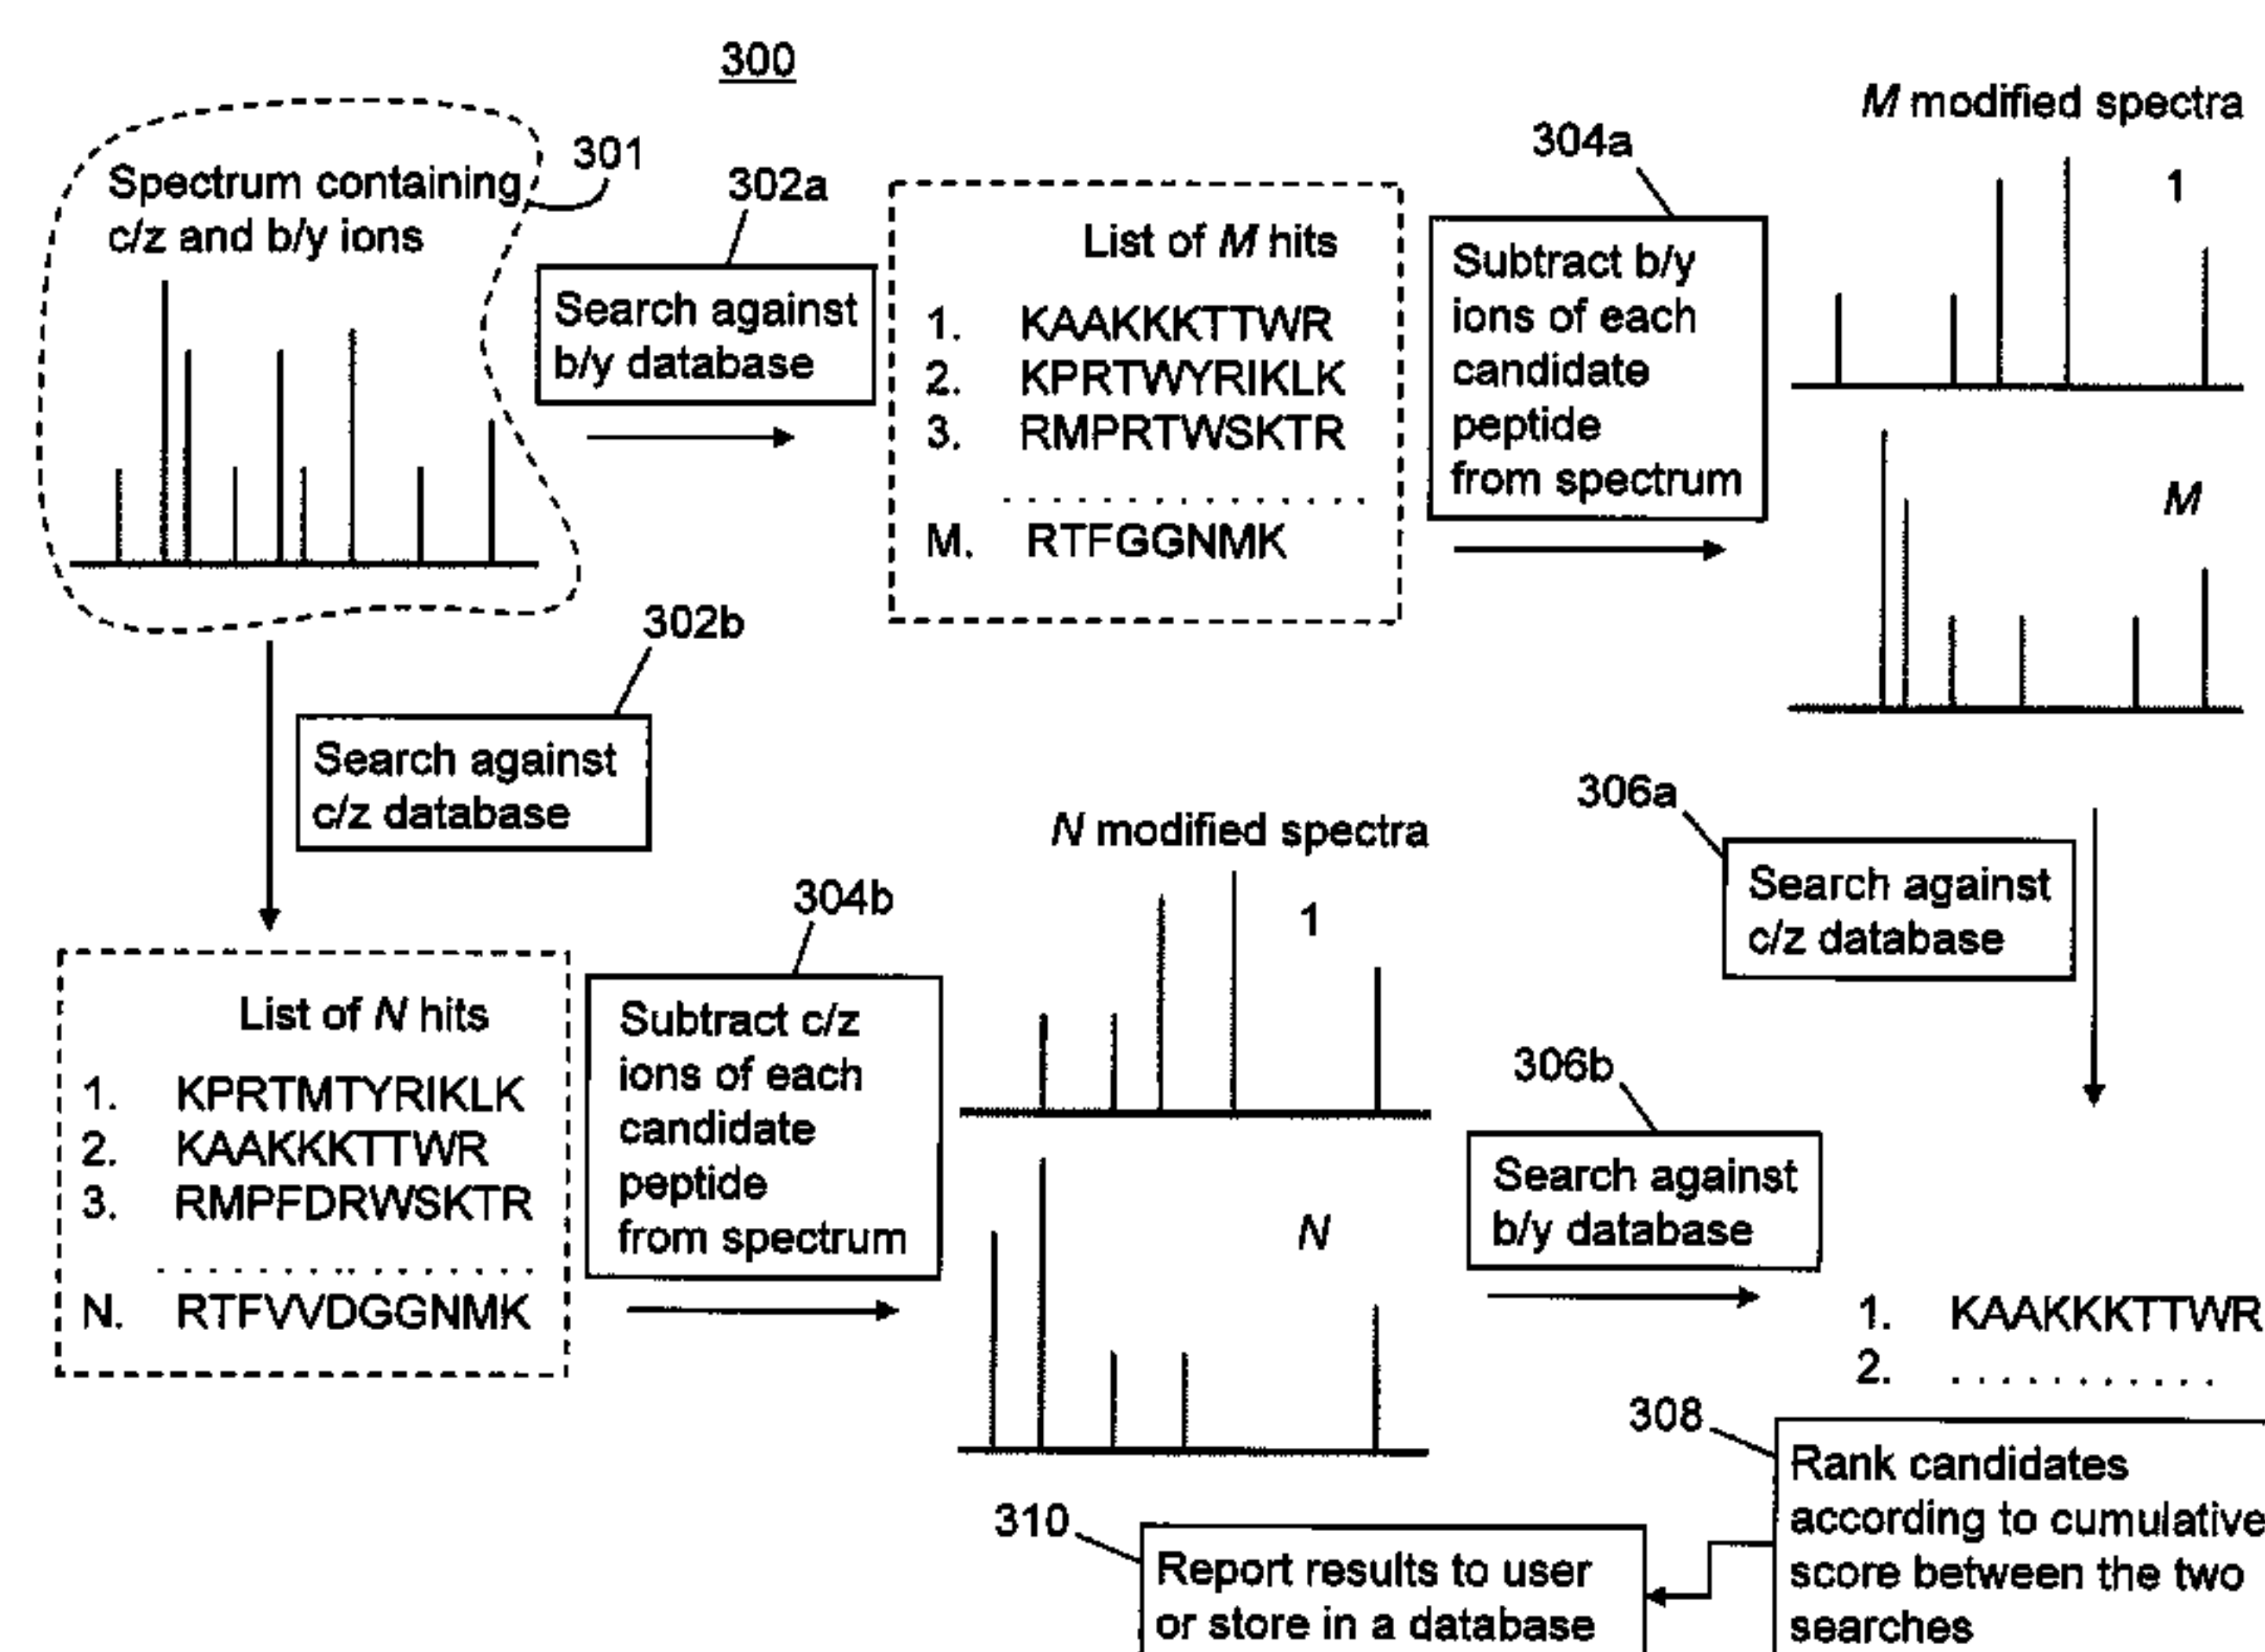 300
Spectrum containing
c/z and b/y ions
301
302a
Search against
b/y database
List of M hits
1. KAAKKKTTWR
2. KPRTWYRIKLK
3. RMPRTWSKTR
. . . . . . . . . . . . . .
M. RTFGGNMK
304a
Subtract b/y
ions of each
candidate
peptide
from spectrum
M modified spectra
1
M
302b
Search against
c/z database
List of N hits
1. KPRTMTYRIKLK
2. KAAKKKTTWR
3. RMPFDRWSKTR
. . . . . . . . . . . . . .
N. RTFVVDGGNMK
304b
Subtract c/z
ions of each
candidate
peptide
from spectrum
N modified spectra
1
N
306a
Search against
c/z database
306b
Search against
b/y database
1. KAAKKKTTWR
2. . . . . . . . . . . .
308
Rank candidates
according to cumulative
score between the two
searches
310
Report results to user
or store in a database